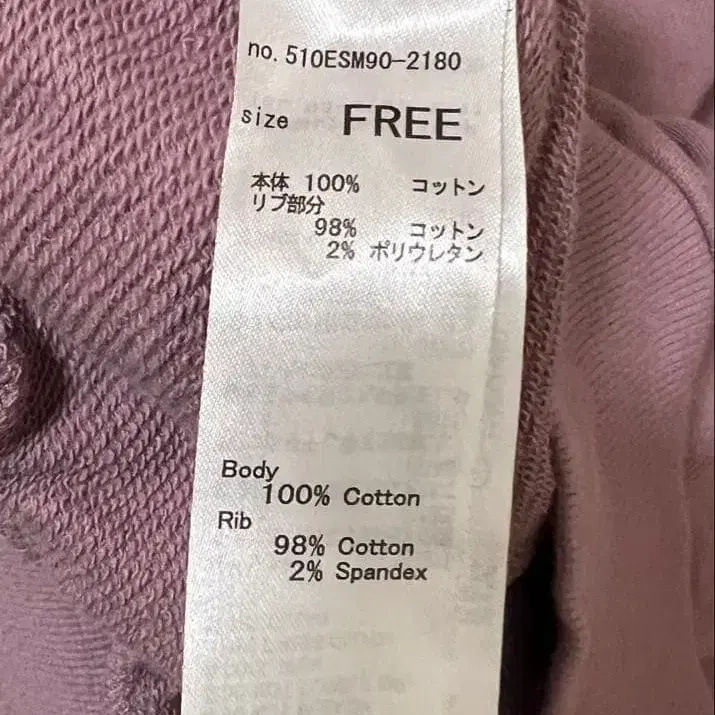 no. 510ESM90-2180
size FREE
本体 100% コットン
リブ部分
98% コットン
2% ポリウレタン
Body
100% Cotton
Rib
98% Cotton
2% Spandex